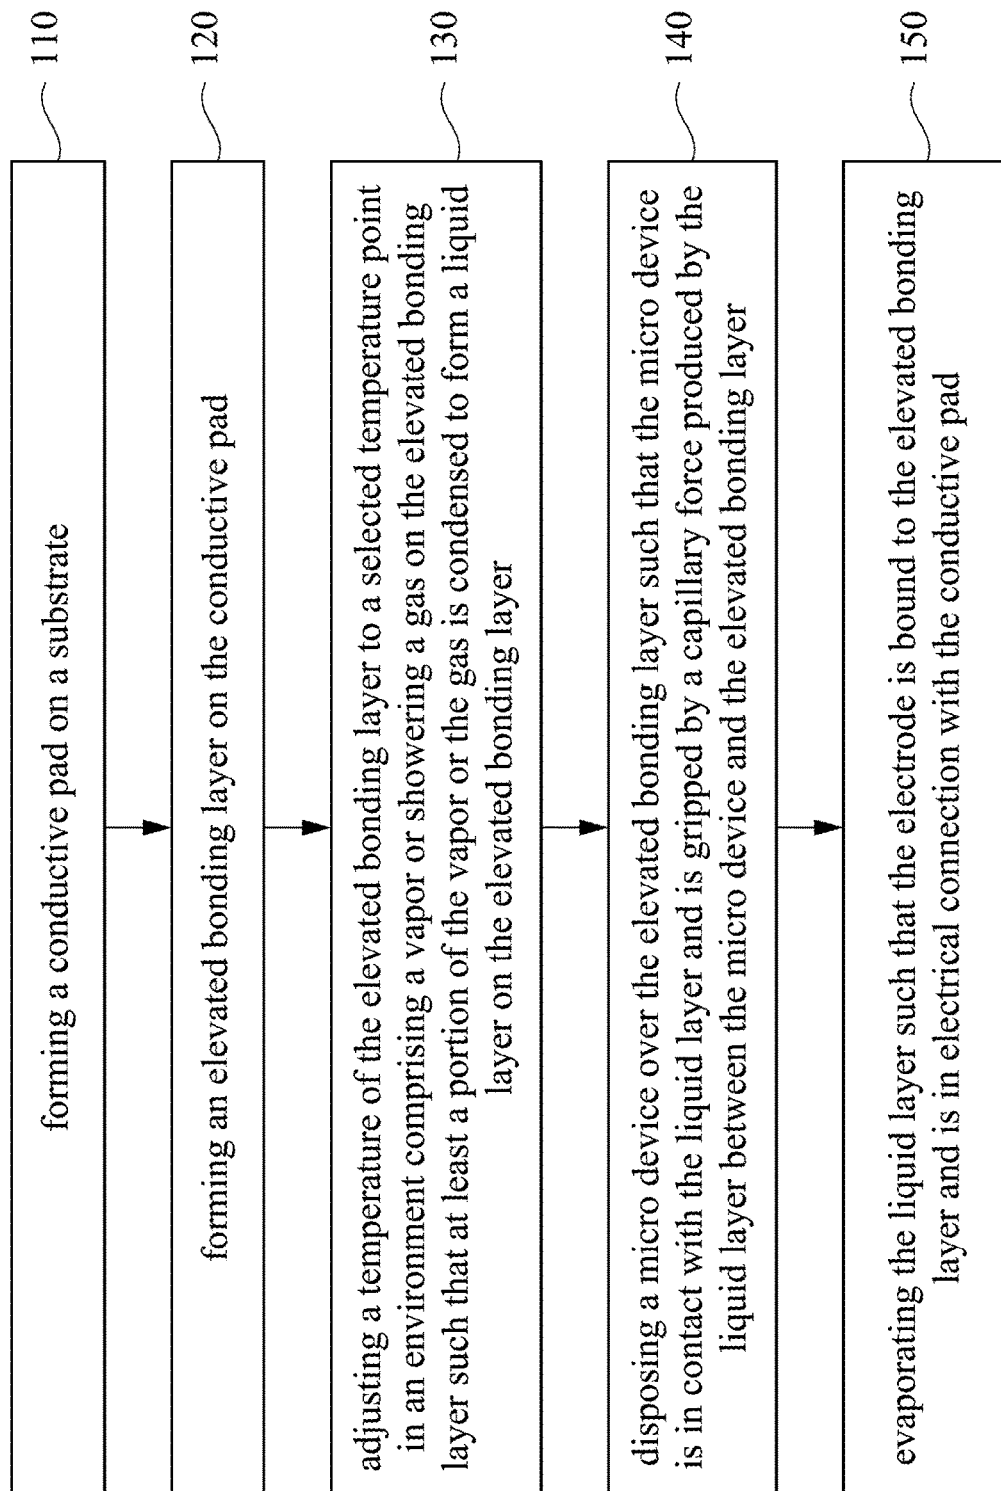 110
forming a conductive pad on a substrate
120
forming an elevated bonding layer on the conductive pad
130
adjusting a temperature of the elevated bonding layer to a selected temperature point
in an environment comprising a vapor or showering a gas on the elevated bonding
layer such that at least a portion of the vapor or the gas is condensed to form a liquid
layer on the elevated bonding layer
140
disposing a micro device over the elevated bonding layer such that the micro device
is in contact with the liquid layer and is gripped by a capillary force produced by the
liquid layer between the micro device and the elevated bonding layer
150
evaporating the liquid layer such that the electrode is bound to the elevated bonding
layer and is in electrical connection with the conductive pad